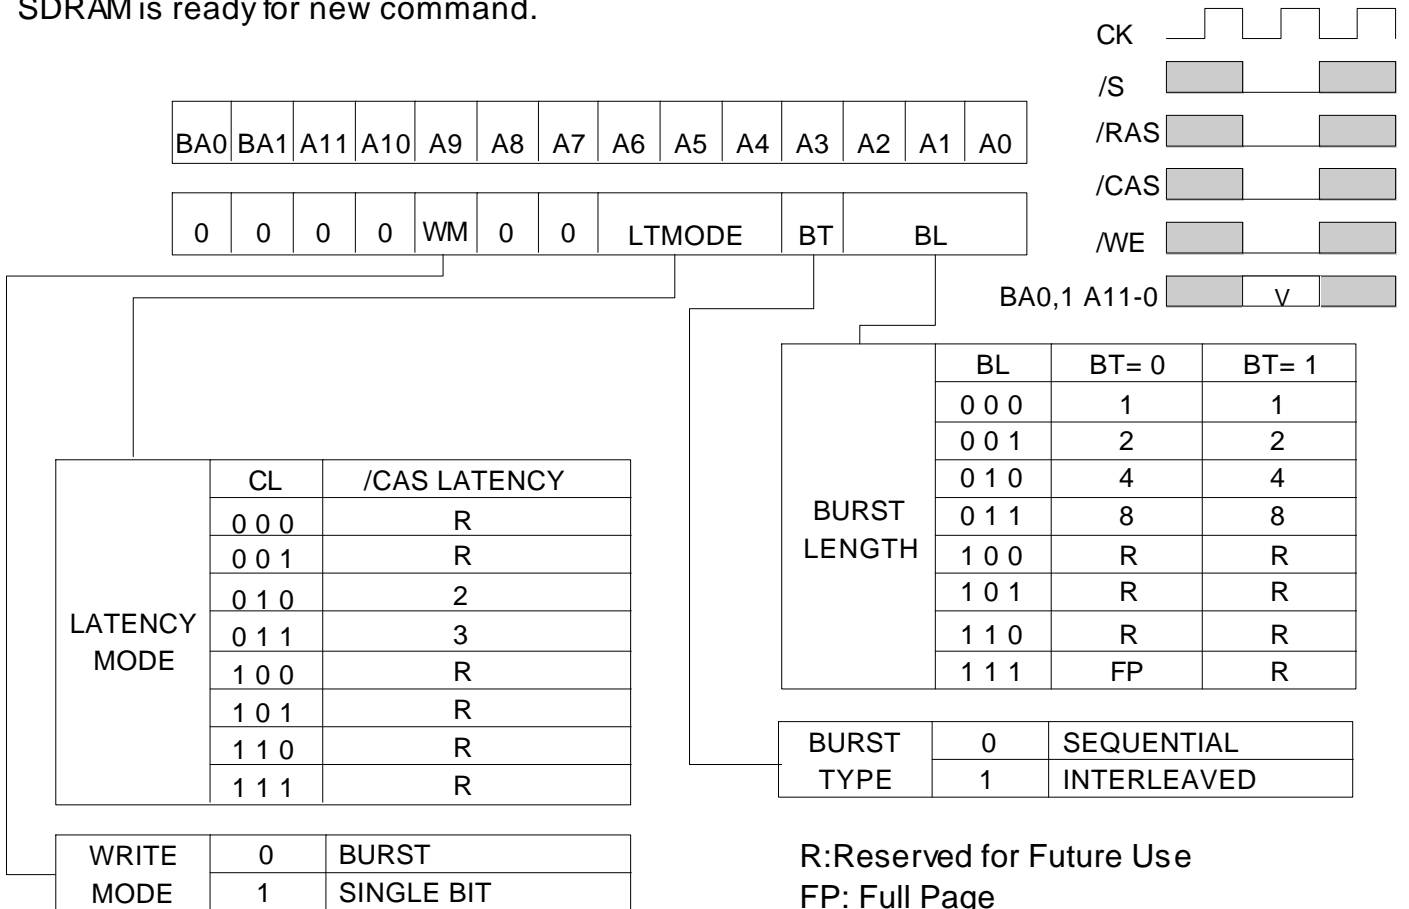 SDRAM is ready for new command.
CK
/S
/RAS
/CAS
/WE
BA0,1 A11-0 V
BA0 BA1 A11 A10 A9 A8 A7 A6 A5 A4 A3 A2 A1 A0
0 0 0 0 WM 0 0 LTMODE BT BL
BL BT= 0 BT= 1
0 0 0 1 1
0 0 1 2 2
0 1 0 4 4
0 1 1 8 8
1 0 0 R R
1 0 1 R R
1 1 0 R R
1 1 1 FP R
BURST
LENGTH
CL /CAS LATENCY
0 0 0 R
0 0 1 R
0 1 0 2
0 1 1 3
1 0 0 R
1 0 1 R
1 1 0 R
1 1 1 R
LATENCY
MODE
BURST 0 SEQUENTIAL
TYPE 1 INTERLEAVED
WRITE 0 BURST
MODE 1 SINGLE BIT
R:Reserved for Future Use
FP: Full Page